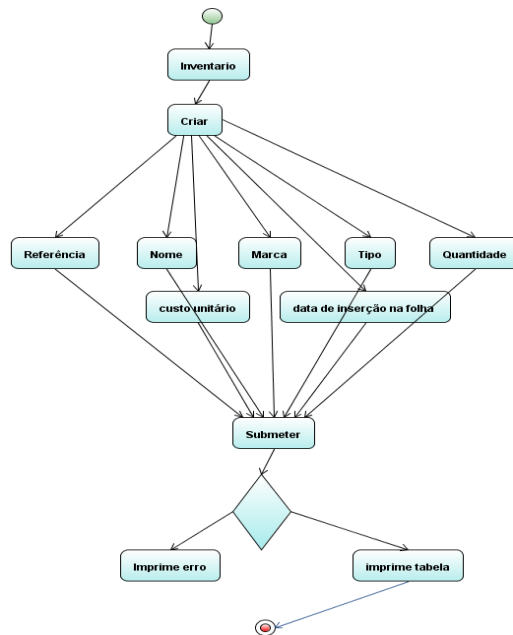 Inventario
Criar
Referência
Nome
Marca
Tipo
Quantidade
custo unitário
data de inserção na folha
Submeter
Imprime erro
imprime tabela